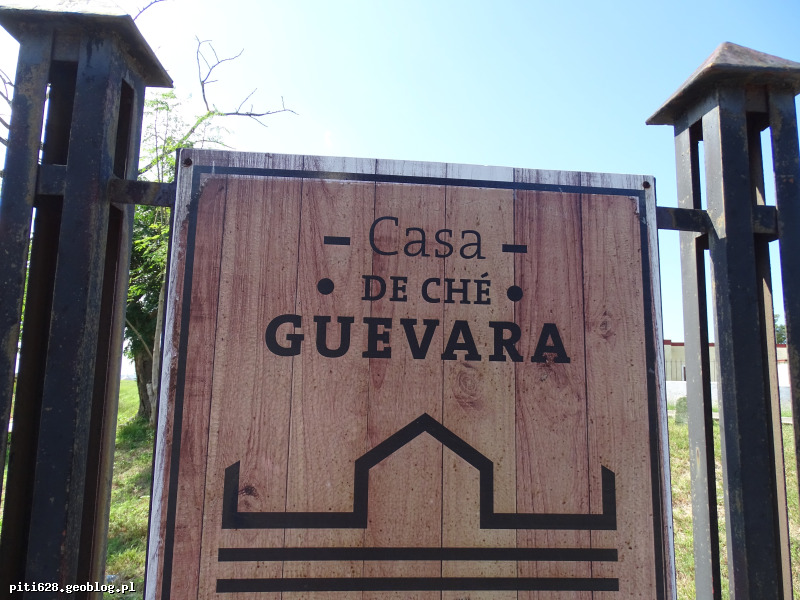 - Casa -
• DE CHÉ •
GUEVARA
piti628.geoblog.pl